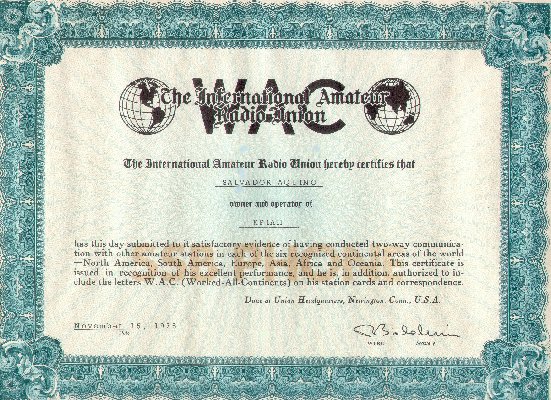 WAC
The International Amateur
Radio Union
The International Amateur Radio Union hereby certifies that
SALVADOR AQUINO
owner and operator of
has this day submitted to it satisfactory evidence of having conducted two-way communica-
tion with other amateur stations in each of the six recognized continental areas of the world
—North America, South America, Europe, Asia, Africa and Oceania. This certificate is
issued in recognition of his excellent performance, and he is, in addition, authorized to in-
clude the letters W.A.C. (Worked-All-Continents) on his station cards and correspondence.
Done at Union Headquarters, Newington, Conn., U.S.A.
November 15,